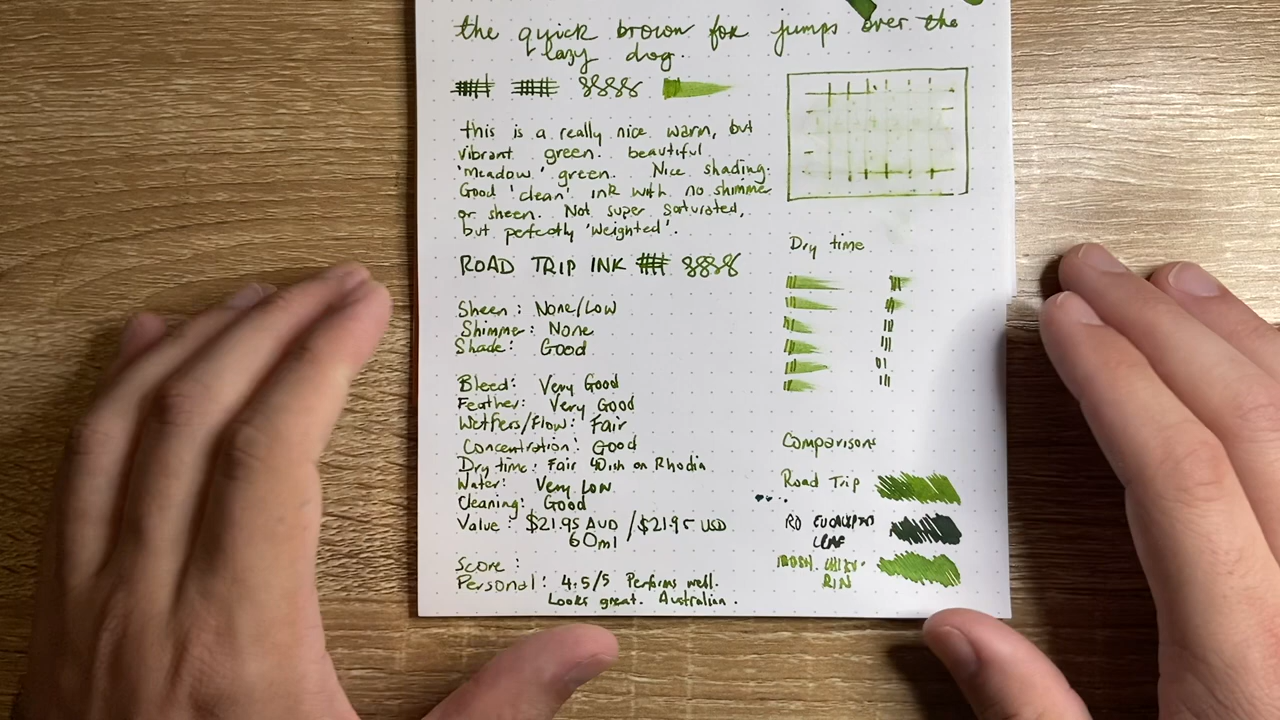 the quick brown fox jumps over the
lazy dog.
this is a really nice warm, but
vibrant green. beautiful
'meadow' green. Nice shading.
Good 'clean' ink with no shimmer
or sheen. Not super saturated,
but perfectly 'weighted'.
ROAD TRIP INK
Sheen: None/Low
Shimmer: None
Shade: Good
Bleed: Very Good
Feather: Very Good
Wetness/Flow: Fair
Concentration: Good
Dry time: Fair 40ish on Rhodia
Water: Very Low
Cleaning: Good
Value: $21.95 AUD / $21.95 USD
60ml
Score:
Personal: 4.5/5 Performs well.
Looks great. Australian.
Dry time
Comparisons
Road Trip
RO EUCALYPTUS
LEAF
RIN